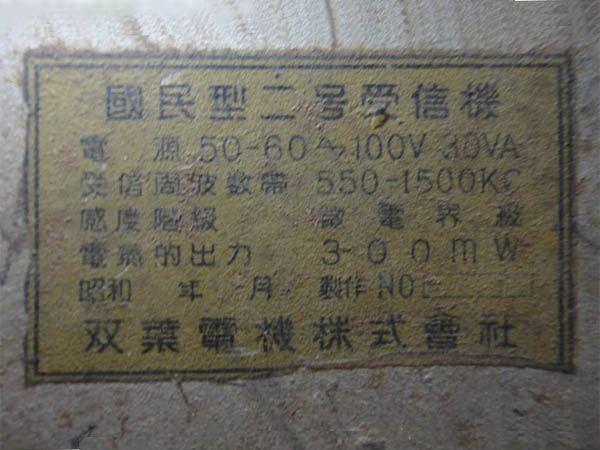 國民型二号受信機
電源 50-60～100V 30VA
受信周波数帯 550-1500KC
感度階級 微電界級
電気的出力 300mW
昭和 年 月 製作NO
双葉電機株式會社